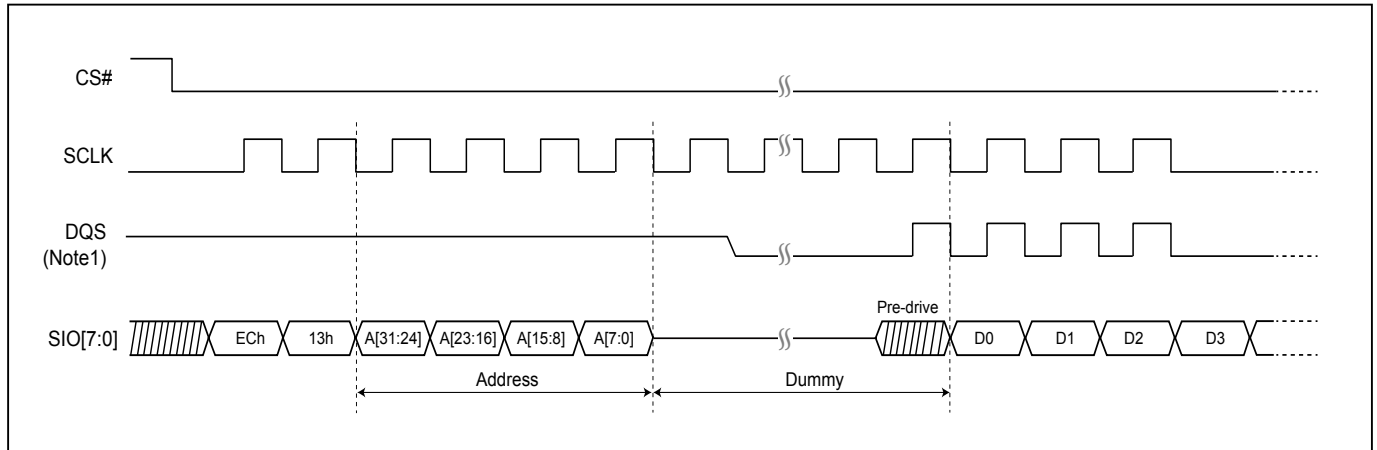 CS#
SCLK
DQS
(Note1)
Pre-drive
SIO[7:0] ECh 13h A[31:24] A[23:16] A[15:8] A[7:0] D0 D1 D2 D3
Address Dummy